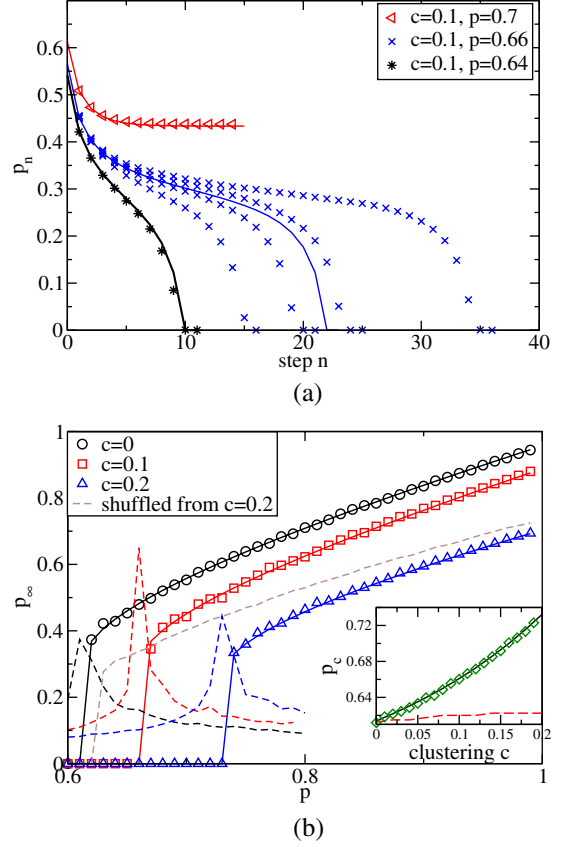 c=0.1, p=0.7
c=0.1, p=0.66
c=0.1, p=0.64
0.6
0.5
0.4
0.3
0.2
0.1
0
p_n
0 10 20 30 40
step n
(a)
c=0
c=0.1
c=0.2
shuffled from c=0.2
1
0.8
0.6
0.4
0.2
0
p_∞
0.72
0.68
0.64
p_c
0 0.05 0.1 0.15 0.2
clustering c
0.6 0.8 1
p
(b)